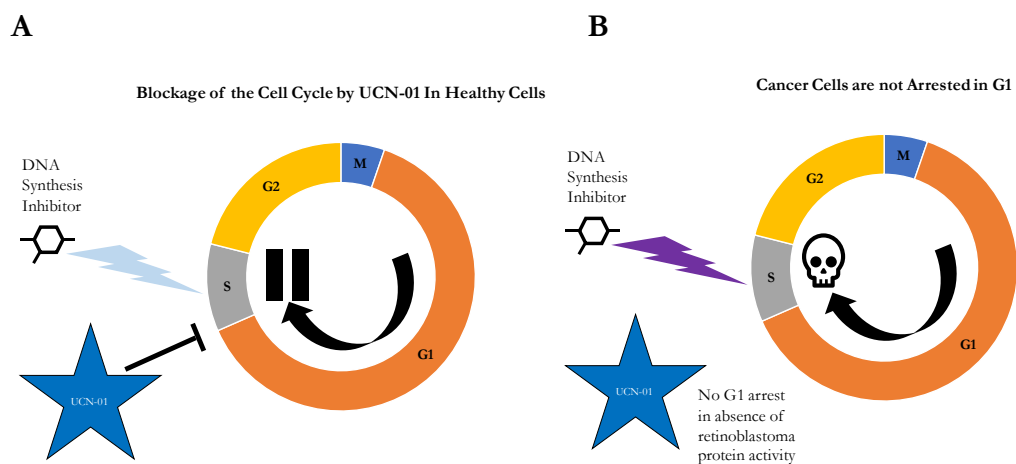 A
Blockage of the Cell Cycle by UCN-01 In Healthy Cells
DNA
Synthesis
Inhibitor
M
G2
S
G1
UCN-01
B
Cancer Cells are not Arrested in G1
DNA
Synthesis
Inhibitor
M
G2
S
G1
UCN-01
No G1 arrest
in absence of
retinoblastoma
protein activity